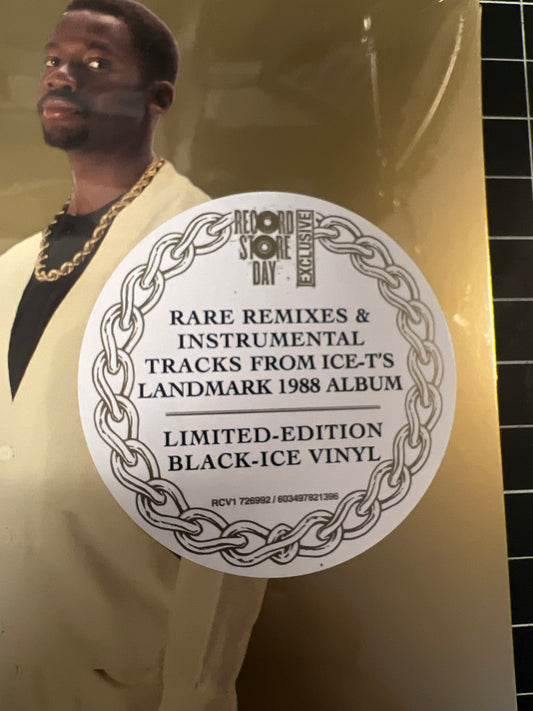 RECORD
STORE
DAY
EXCLUSIVE
RARE REMIXES &
INSTRUMENTAL
TRACKS FROM ICE-T'S
LANDMARK 1988 ALBUM
LIMITED-EDITION
BLACK-ICE VINYL
RCV1 726992 / 603497821396